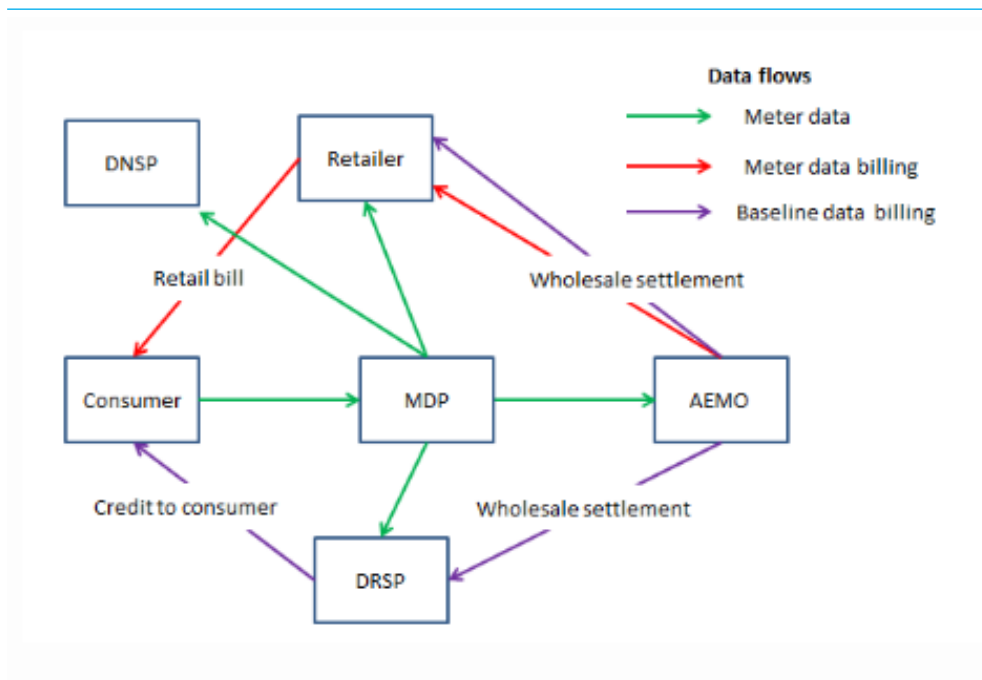 Data flows
Meter data
Meter data billing
Baseline data billing
DNSP
Retailer
Retail bill
Wholesale settlement
Consumer
MDP
AEMO
Credit to consumer
Wholesale settlement
DRSP